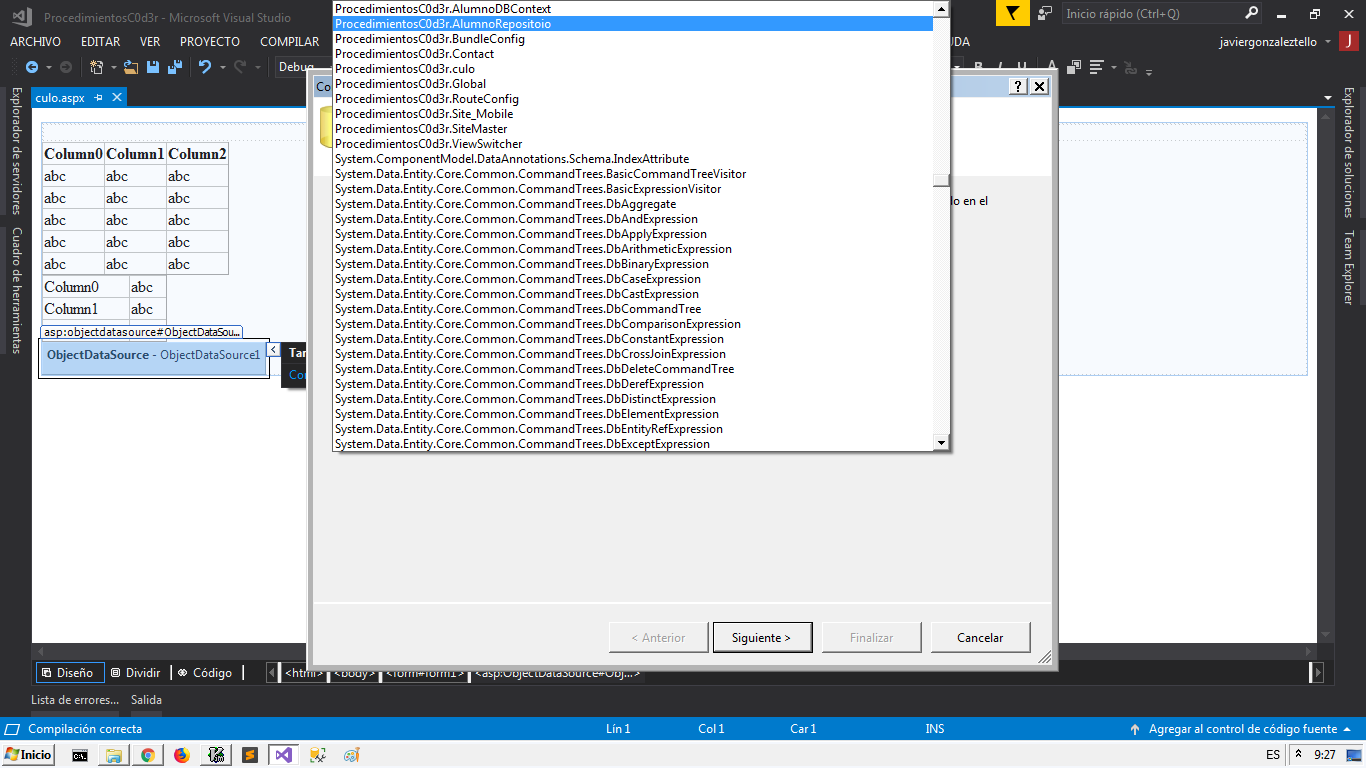 ProcedimientosC0d3r - Microsoft Visual Studio
Inicio rápido (Ctrl+Q)
ARCHIVO EDITAR VER PROYECTO COMPILAR
javiergonzaleztello J
Debug
culo.aspx
Explorador de servidores
Cuadro de herramientas
Column0 Column1 Column2
abc abc abc
abc abc abc
abc abc abc
abc abc abc
abc abc abc
Column0 abc
Column1 abc
asp:objectdatasource#ObjectDataSou...
ObjectDataSource - ObjectDataSource1
ProcedimientosC0d3r.AlumnoDBContext
ProcedimientosC0d3r.AlumnoRepositoio
ProcedimientosC0d3r.BundleConfig
ProcedimientosC0d3r.Contact
ProcedimientosC0d3r.culo
ProcedimientosC0d3r.Global
ProcedimientosC0d3r.RouteConfig
ProcedimientosC0d3r.Site_Mobile
ProcedimientosC0d3r.SiteMaster
ProcedimientosC0d3r.ViewSwitcher
System.ComponentModel.DataAnnotations.Schema.IndexAttribute
System.Data.Entity.Core.Common.CommandTrees.BasicCommandTreeVisitor
System.Data.Entity.Core.Common.CommandTrees.BasicExpressionVisitor
System.Data.Entity.Core.Common.CommandTrees.DbAggregate
System.Data.Entity.Core.Common.CommandTrees.DbAndExpression
System.Data.Entity.Core.Common.CommandTrees.DbApplyExpression
System.Data.Entity.Core.Common.CommandTrees.DbArithmeticExpression
System.Data.Entity.Core.Common.CommandTrees.DbBinaryExpression
System.Data.Entity.Core.Common.CommandTrees.DbCaseExpression
System.Data.Entity.Core.Common.CommandTrees.DbCastExpression
System.Data.Entity.Core.Common.CommandTrees.DbCommandTree
System.Data.Entity.Core.Common.CommandTrees.DbComparisonExpression
System.Data.Entity.Core.Common.CommandTrees.DbConstantExpression
System.Data.Entity.Core.Common.CommandTrees.DbCrossJoinExpression
System.Data.Entity.Core.Common.CommandTrees.DbDeleteCommandTree
System.Data.Entity.Core.Common.CommandTrees.DbDerefExpression
System.Data.Entity.Core.Common.CommandTrees.DbDistinctExpression
System.Data.Entity.Core.Common.CommandTrees.DbElementExpression
System.Data.Entity.Core.Common.CommandTrees.DbEntityRefExpression
System.Data.Entity.Core.Common.CommandTrees.DbExceptExpression
en el
Explorador de soluciones
Team Explorer
< Anterior Siguiente > Finalizar Cancelar
Diseño Dividir Código <html> <body> <form#form1> <asp:ObjectDataSource#Obj...>
Lista de errores... Salida
Compilación correcta Lín 1 Col 1 Car 1 INS Agregar al control de código fuente
Inicio ES 9:27